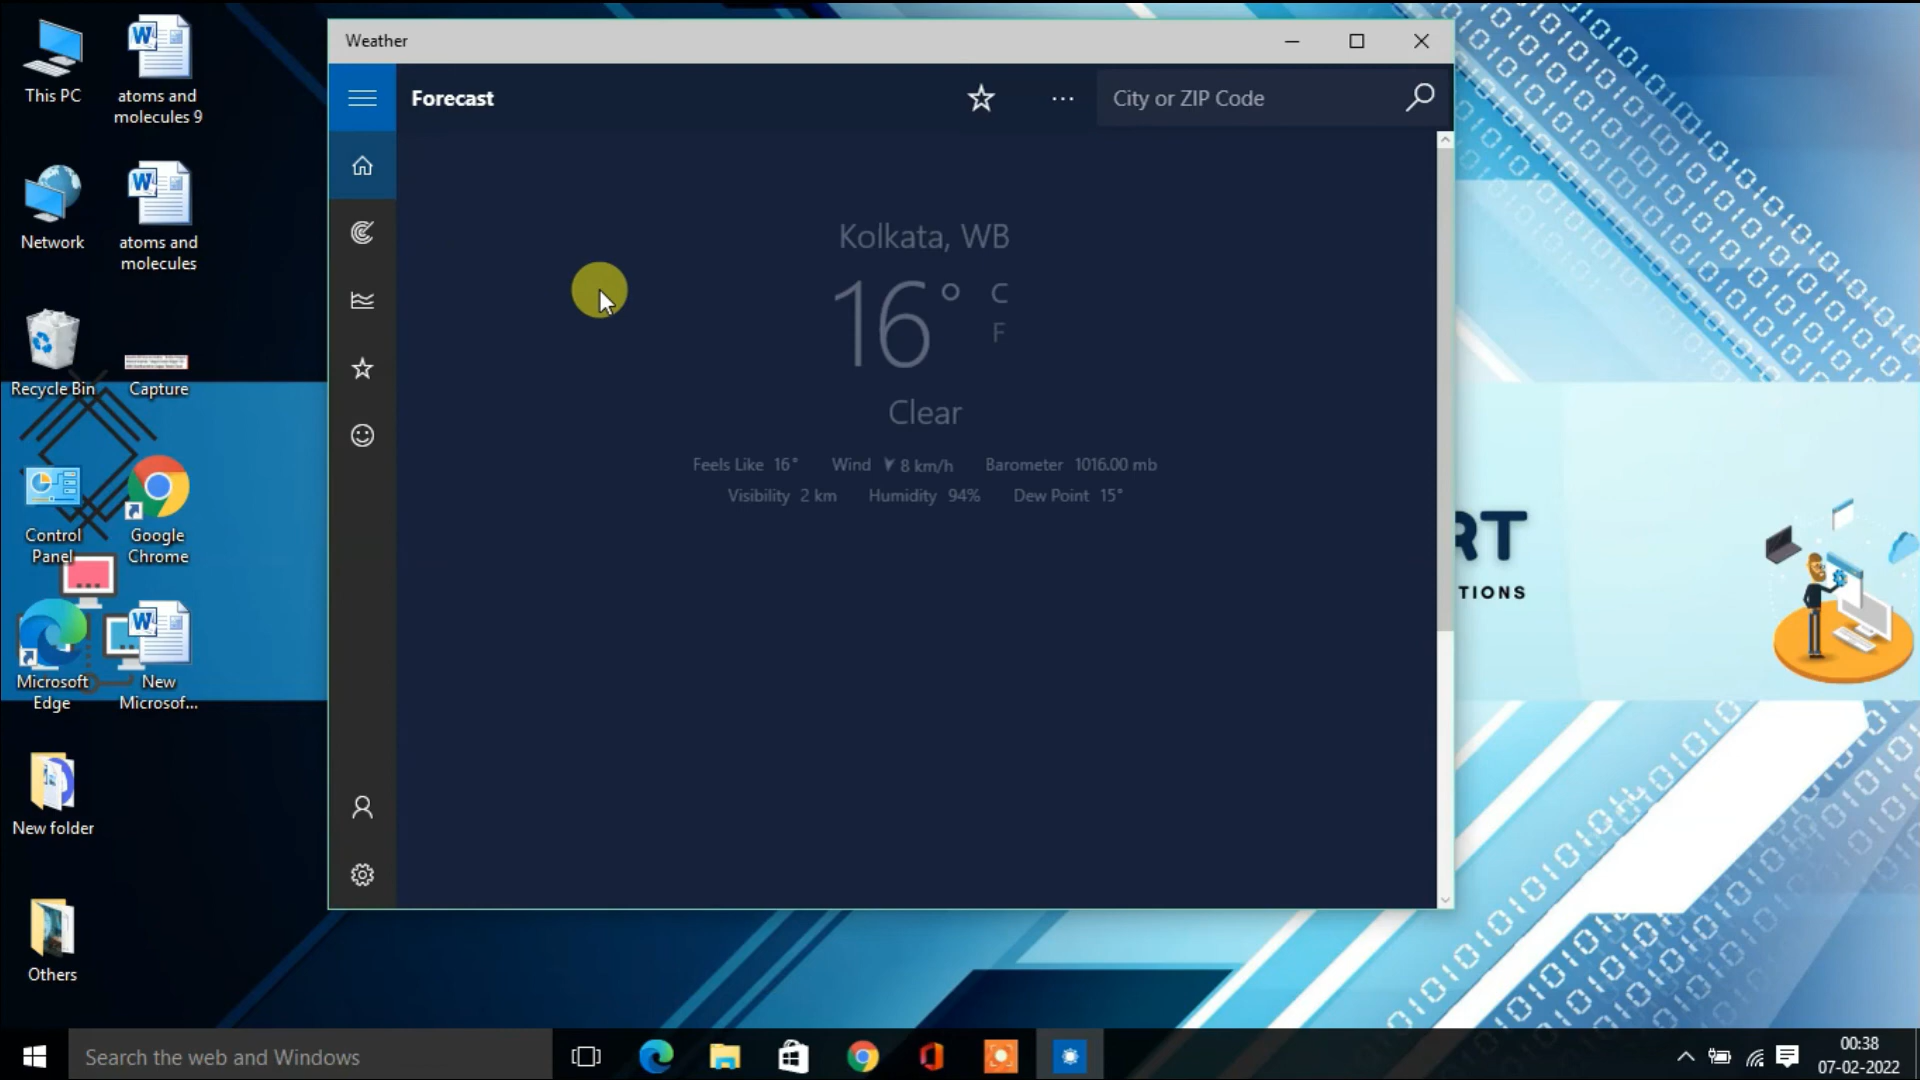 This PC
atoms and
molecules 9
Network
atoms and
molecules
Recycle Bin
Capture
Control
Panel
Google
Chrome
Microsoft
Edge
New
Microsof...
New folder
Others
Weather
Forecast
City or ZIP Code
Kolkata, WB
16°
C
F
Clear
Feels Like 16° Wind 8 km/h Barometer 1016.00 mb
Visibility 2 km Humidity 94% Dew Point 15°
RT
TIONS
Search the web and Windows
00:38
07-02-2022